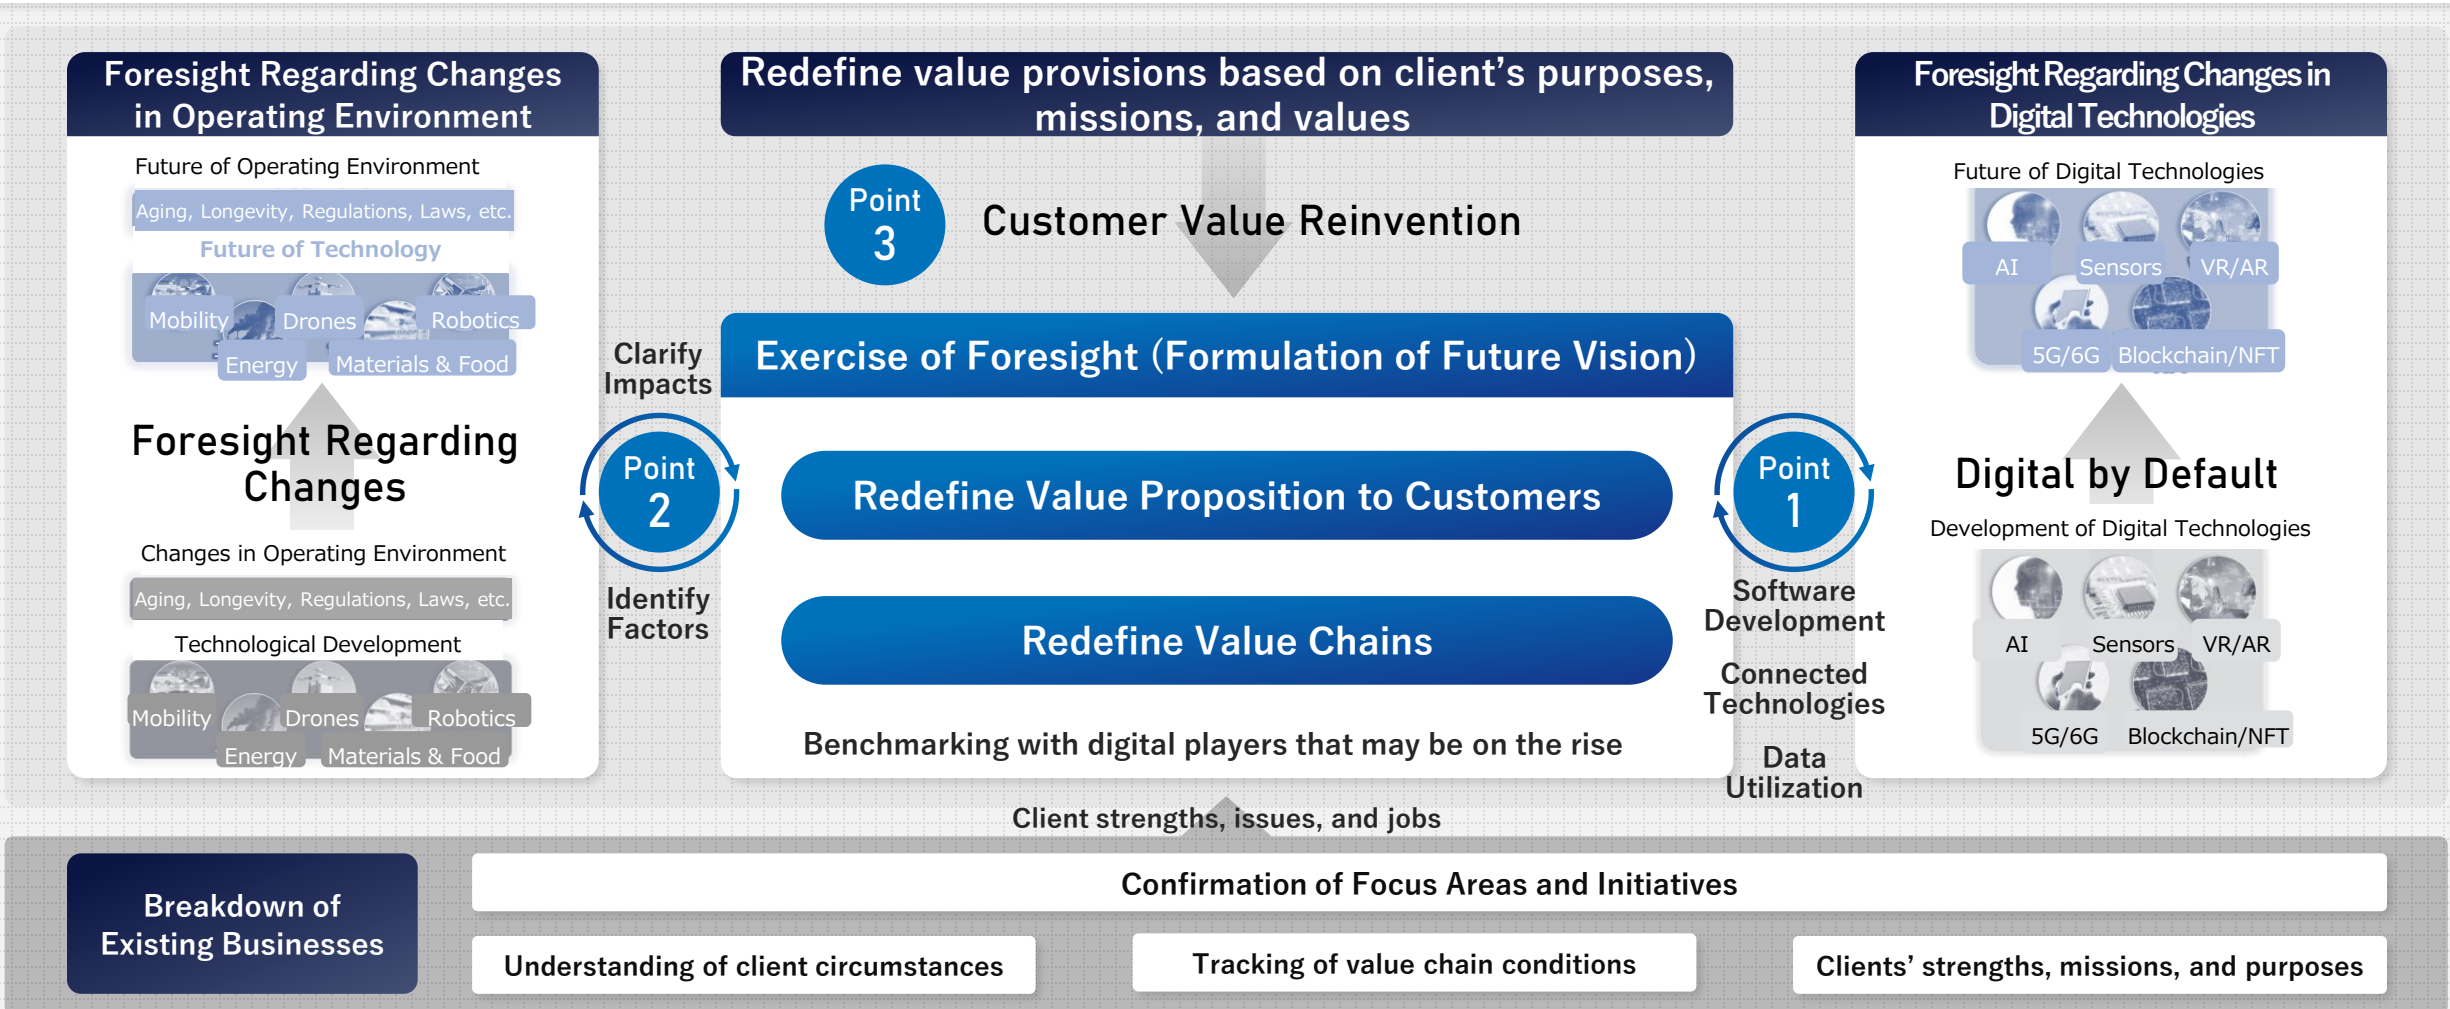 Foresight Regarding Changes
in Operating Environment
Future of Operating Environment
Aging, Longevity, Regulations, Laws, etc.
Future of Technology
Mobility
Drones
Robotics
Energy
Materials & Food
Foresight Regarding
Changes
Changes in Operating Environment
Aging, Longevity, Regulations, Laws, etc.
Technological Development
Mobility
Drones
Robotics
Energy
Materials & Food
Clarify
Impacts
Point
2
Identify
Factors
Redefine value provisions based on client's purposes,
missions, and values
Point
3
Customer Value Reinvention
Exercise of Foresight (Formulation of Future Vision)
Redefine Value Proposition to Customers
Redefine Value Chains
Benchmarking with digital players that may be on the rise
Point
1
Software
Development
Connected
Technologies
Data
Utilization
Foresight Regarding Changes in
Digital Technologies
Future of Digital Technologies
AI
Sensors
VR/AR
5G/6G
Blockchain/NFT
Digital by Default
Development of Digital Technologies
AI
Sensors
VR/AR
5G/6G
Blockchain/NFT
Client strengths, issues, and jobs
Breakdown of
Existing Businesses
Confirmation of Focus Areas and Initiatives
Understanding of client circumstances
Tracking of value chain conditions
Clients' strengths, missions, and purposes